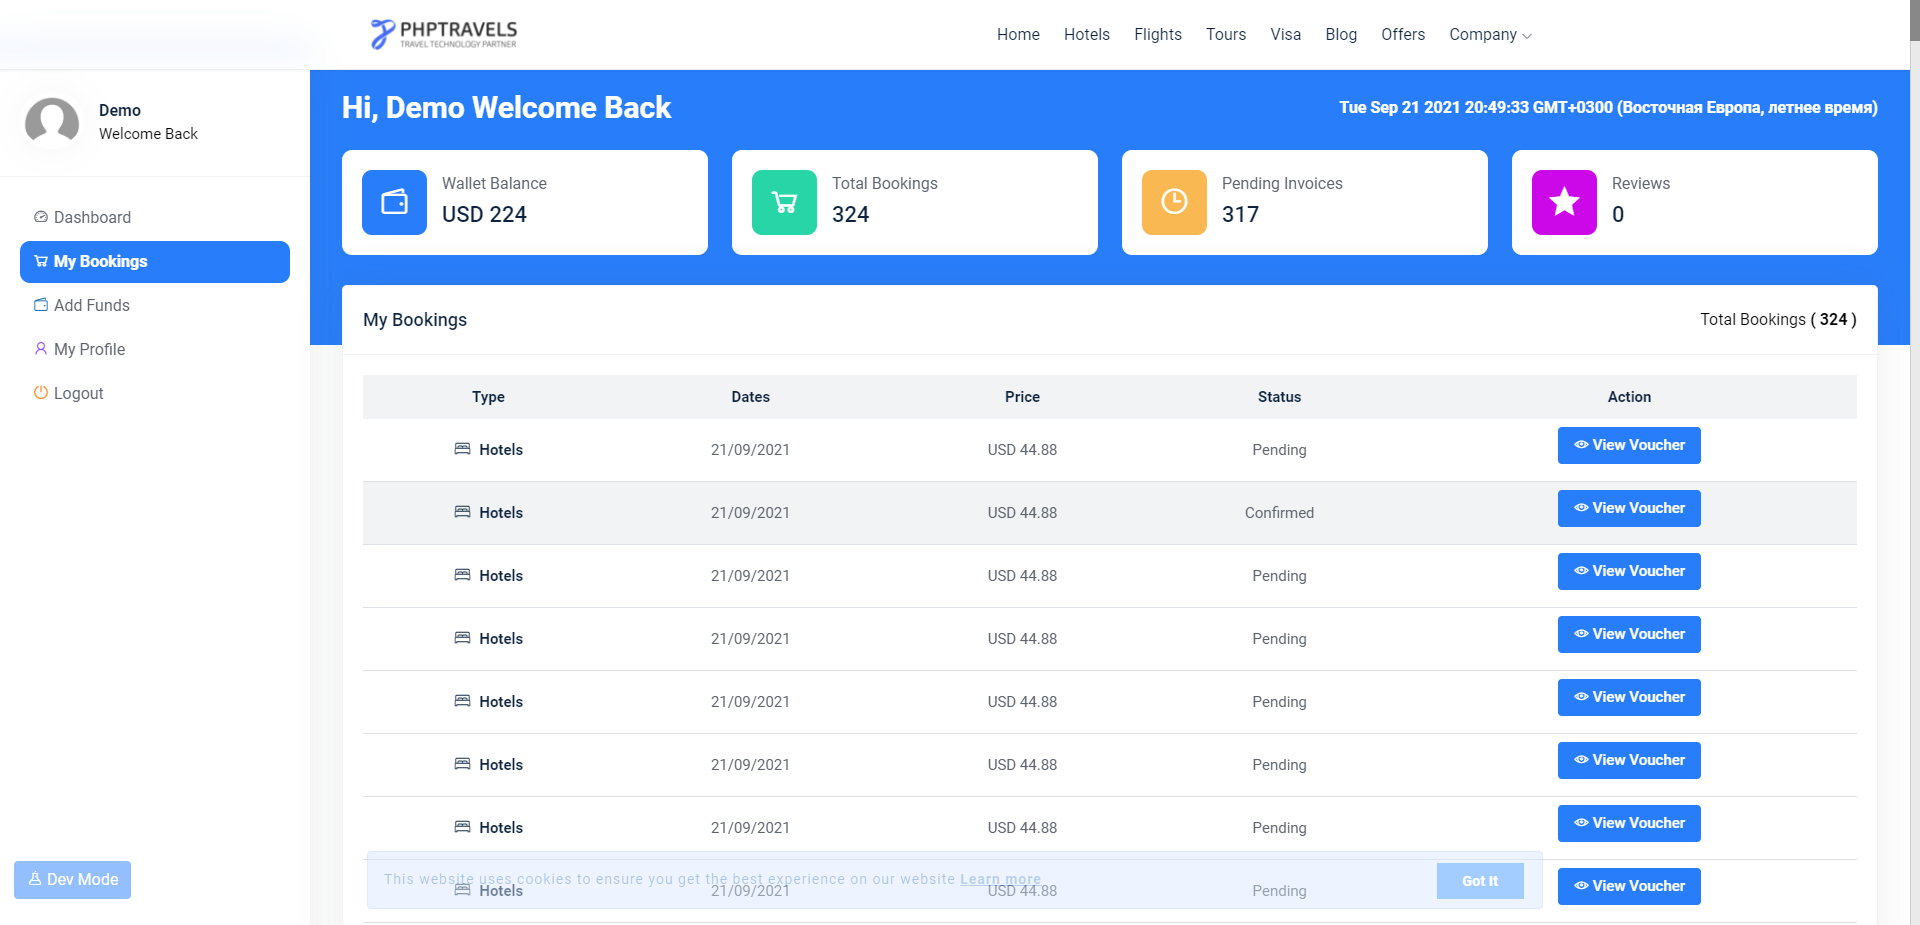 PHPTRAVELS
TRAVEL TECHNOLOGY PARTNER
Home Hotels Flights Tours Visa Blog Offers Company
Demo
Welcome Back
Dashboard
My Bookings
Add Funds
My Profile
Logout
Dev Mode
Hi, Demo Welcome Back
Tue Sep 21 2021 20:49:33 GMT+0300 (Восточная Европа, летнее время)
Wallet Balance
USD 224
Total Bookings
324
Pending Invoices
317
Reviews
0
My Bookings
Total Bookings ( 324 )
Type Dates Price Status Action
Hotels 21/09/2021 USD 44.88 Pending View Voucher
Hotels 21/09/2021 USD 44.88 Confirmed View Voucher
Hotels 21/09/2021 USD 44.88 Pending View Voucher
Hotels 21/09/2021 USD 44.88 Pending View Voucher
Hotels 21/09/2021 USD 44.88 Pending View Voucher
Hotels 21/09/2021 USD 44.88 Pending View Voucher
Hotels 21/09/2021 USD 44.88 Pending View Voucher
This website uses cookies to ensure you get the best experience on our website Learn more Got It
Hotels 21/09/2021 USD 44.88 Pending View Voucher